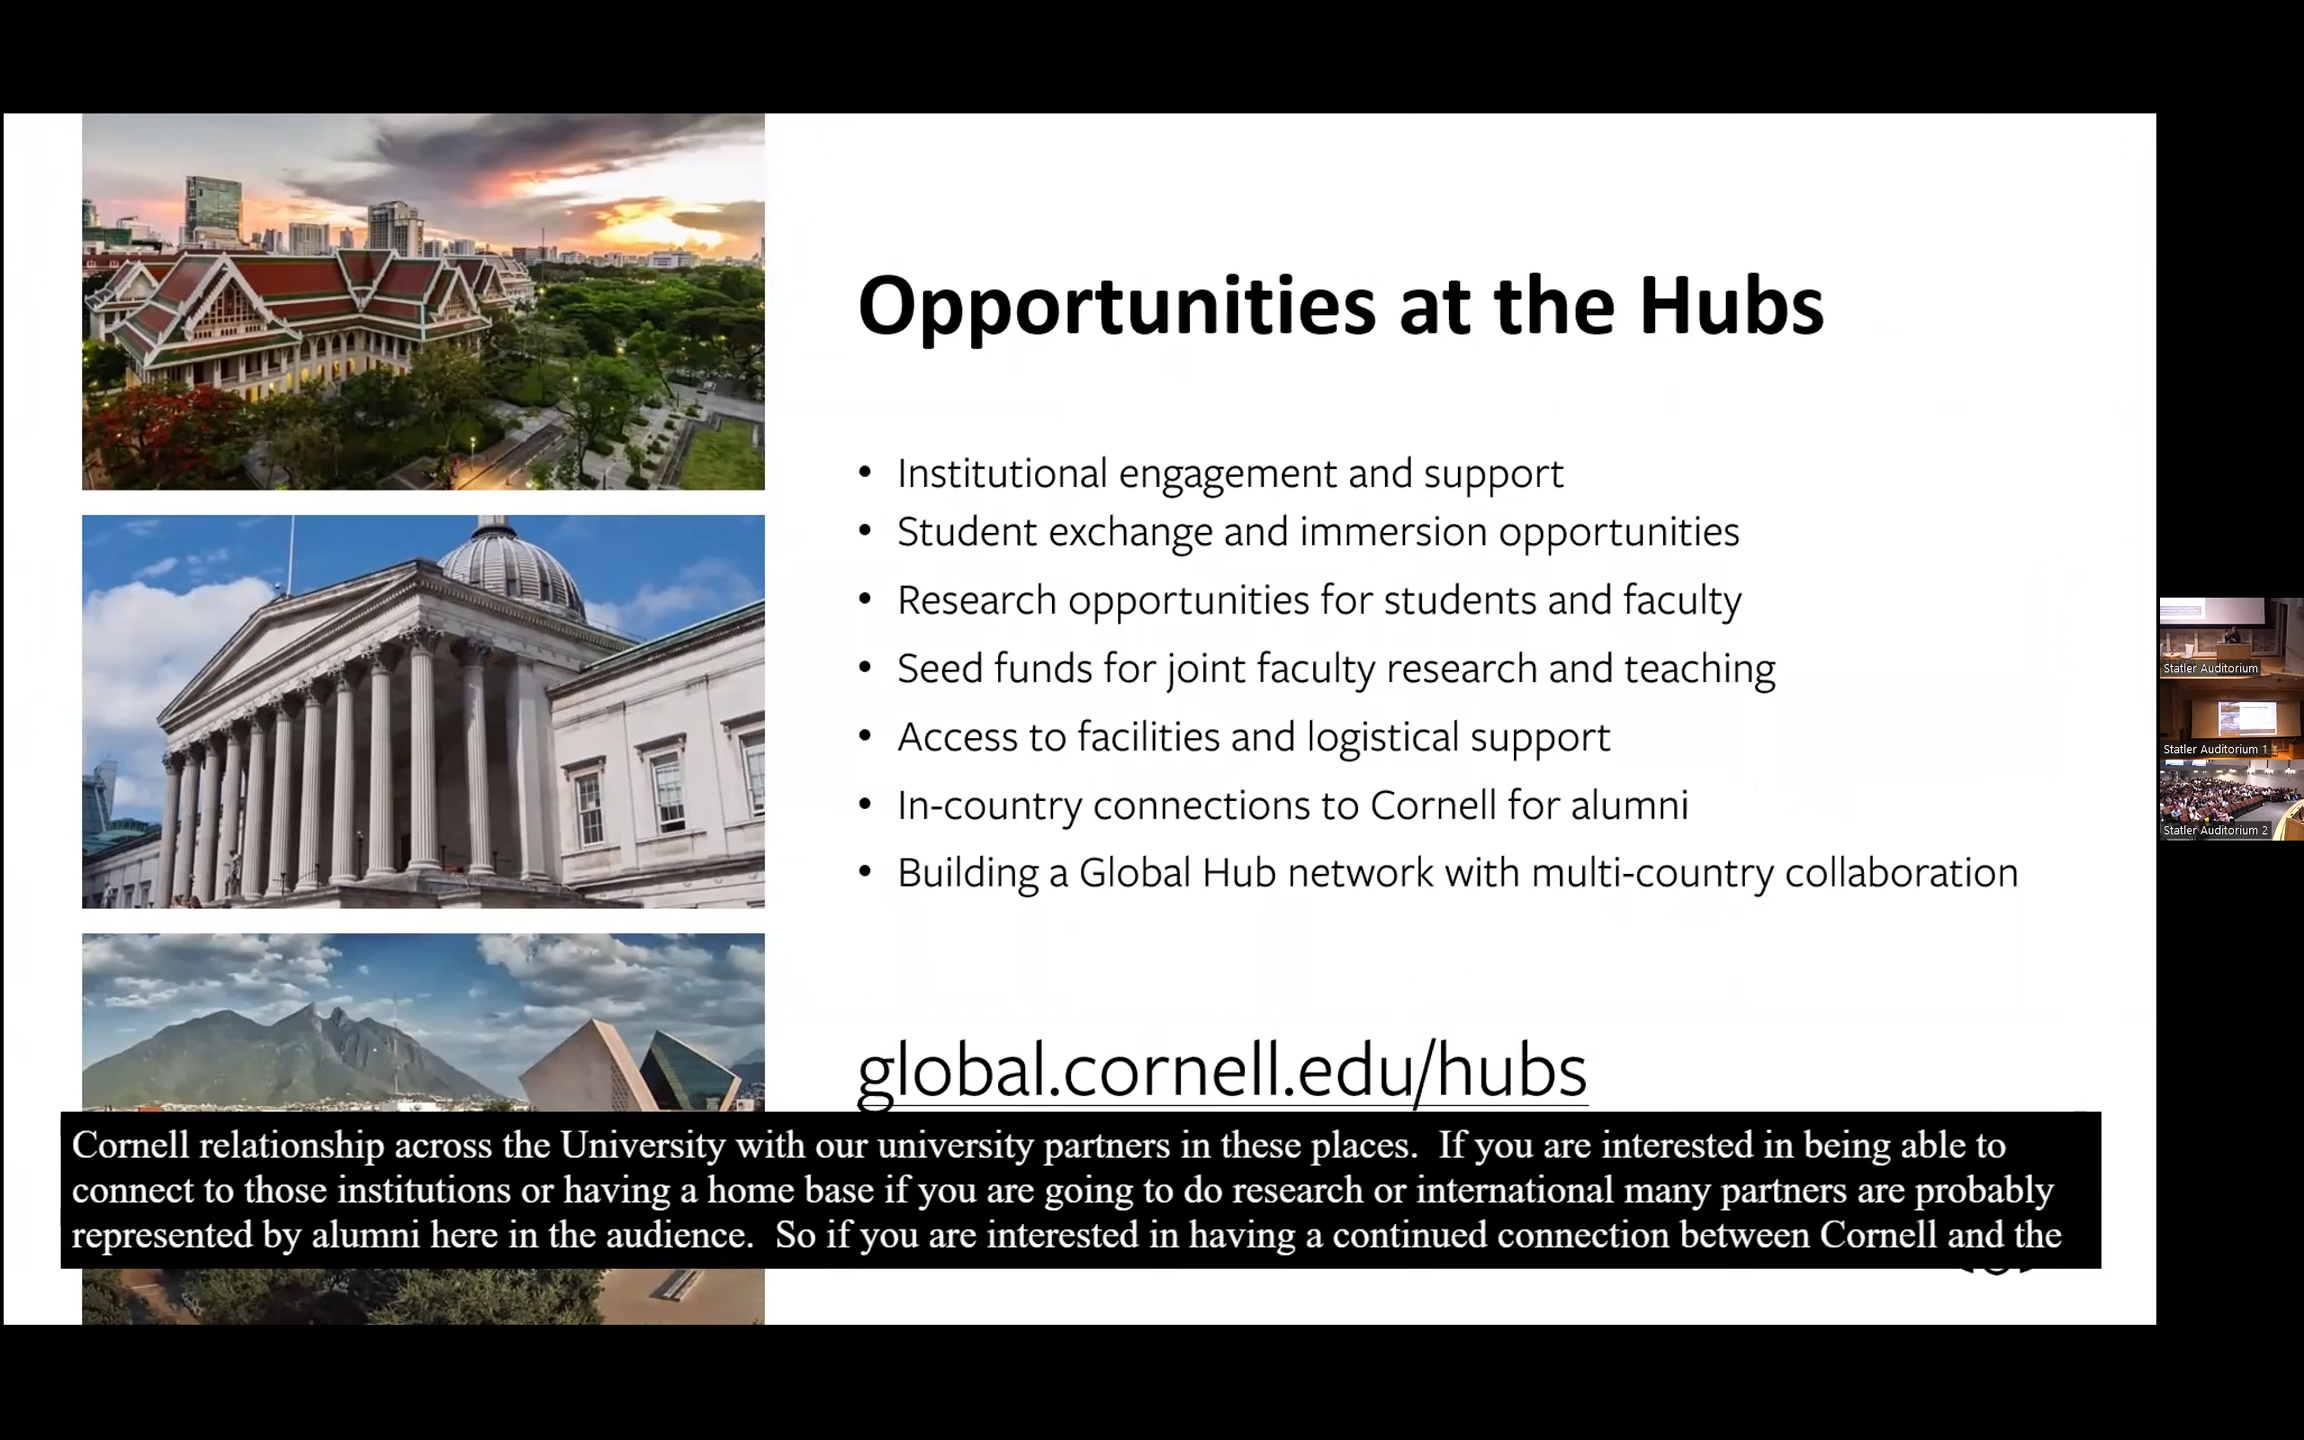 Opportunities at the Hubs
• Institutional engagement and support
• Student exchange and immersion opportunities
• Research opportunities for students and faculty
• Seed funds for joint faculty research and teaching
• Access to facilities and logistical support
• In-country connections to Cornell for alumni
• Building a Global Hub network with multi-country collaboration
global.cornell.edu/hubs
Cornell relationship across the University with our university partners in these places.  If you are interested in being able to
connect to those institutions or having a home base if you are going to do research or international many partners are probably
represented by alumni here in the audience.  So if you are interested in having a continued connection between Cornell and the
Statler Auditorium
Statler Auditorium 1
Statler Auditorium 2